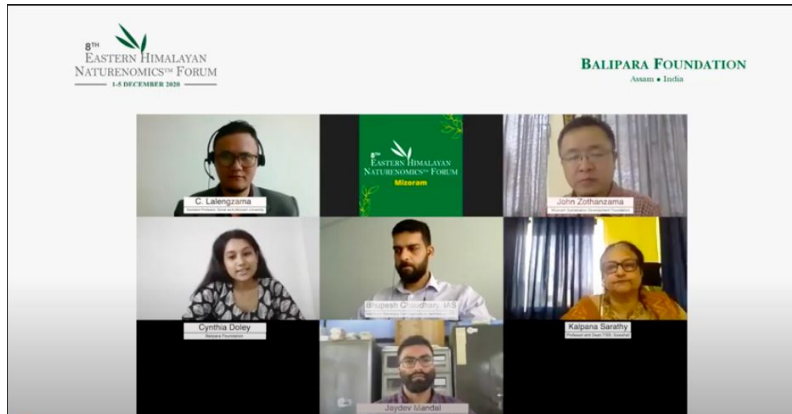 8TH
EASTERN HIMALAYAN
NATURENOMICS™ FORUM
1-5 DECEMBER 2020
BALIPARA FOUNDATION
Assam • India
C. Lalengzama
8TH
EASTERN HIMALAYAN
NATURENOMICS™ FORUM
Mizoram
John Zothanzama
Cynthia Doley
Balipara Foundation
Bhupesh Chaudhary, IAS
Kalpana Sarathy
Jaydev Mandal